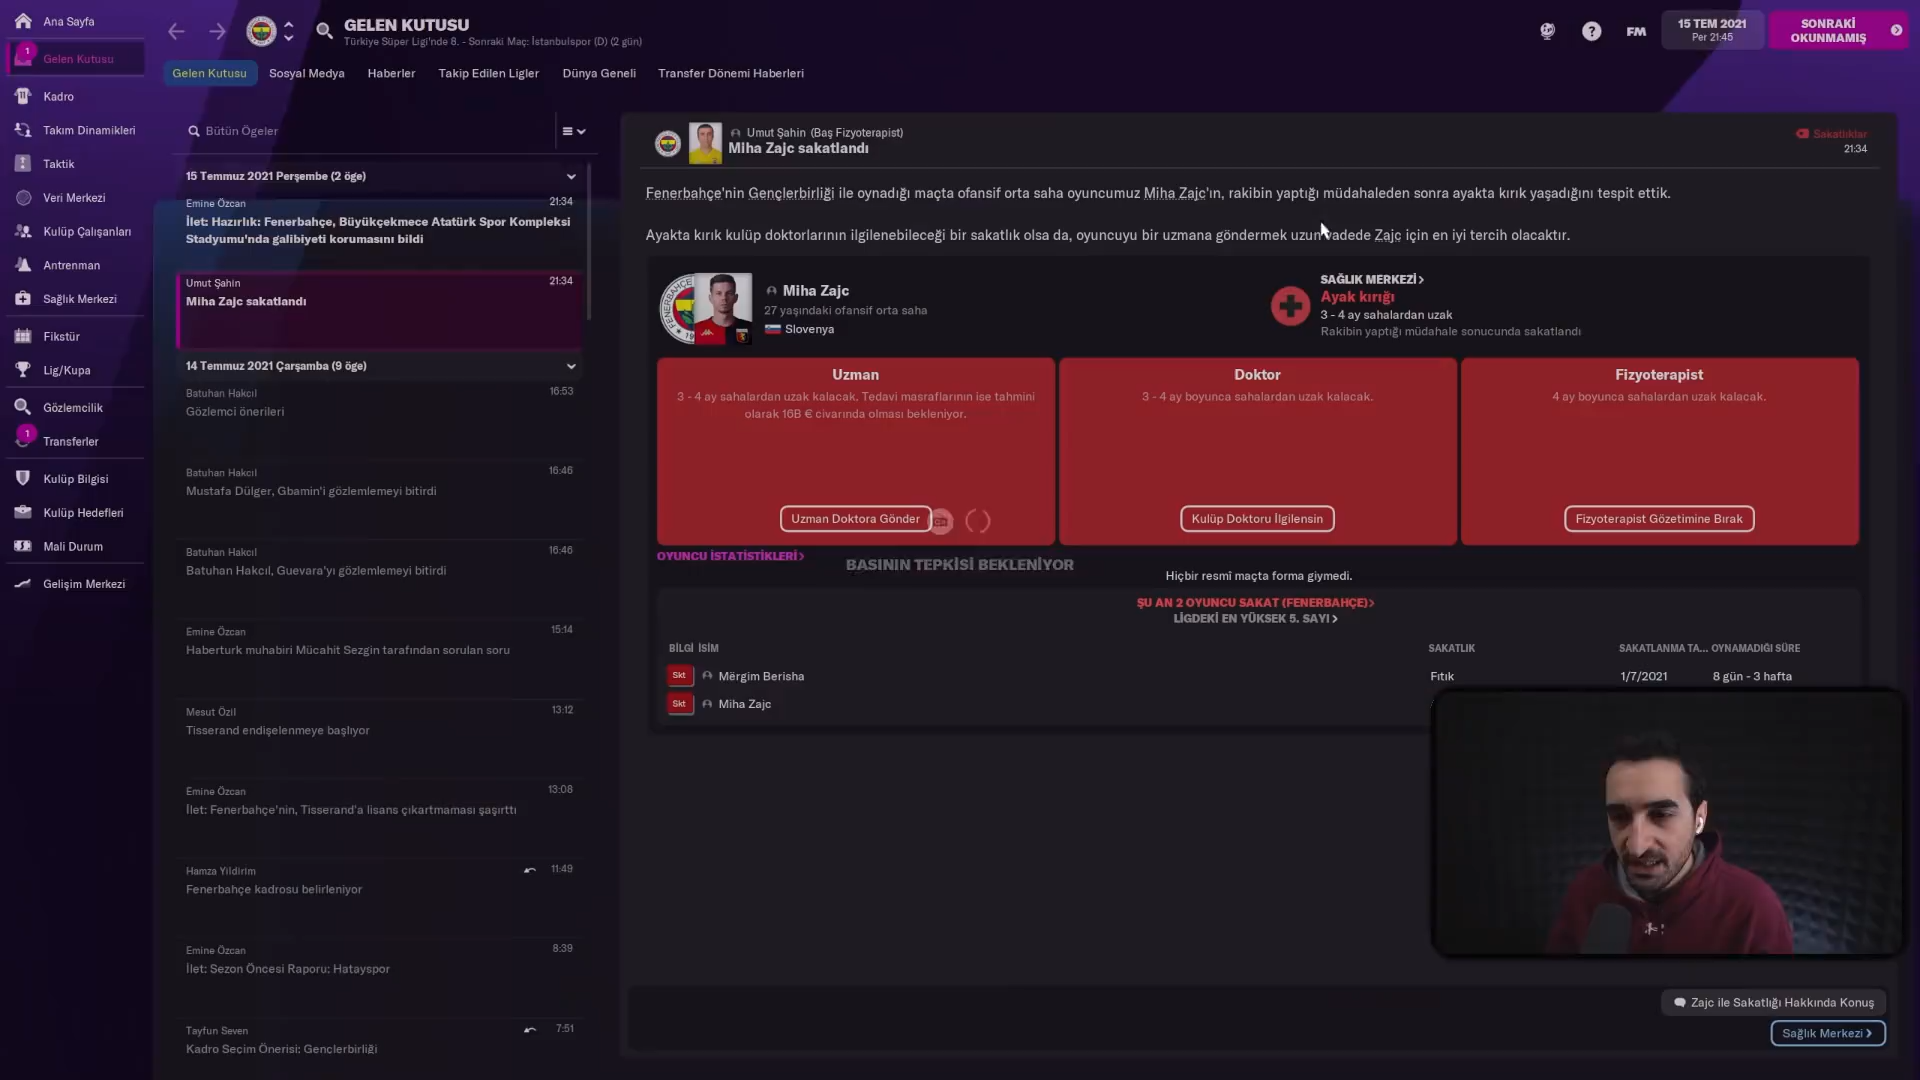 Ana Sayfa
1
Gelen Kutusu
Kadro
Takım Dinamikleri
Taktik
Veri Merkezi
Kulüp Çalışanları
Antrenman
Sağlık Merkezi
Fikstür
Lig/Kupa
Gözlemcilik
1
Transferler
Kulüp Bilgisi
Kulüp Hedefleri
Mali Durum
Gelişim Merkezi
GELEN KUTUSU
Türkiye Süper Ligi'nde 8. - Sonraki Maç: İstanbulspor (D) (2 gün)
FM
15 TEM 2021
Per 21:45
SONRAKİ
OKUNMAMIŞ
Gelen Kutusu
Sosyal Medya
Haberler
Takip Edilen Ligler
Dünya Geneli
Transfer Dönemi Haberleri
Bütün Ögeler
15 Temmuz 2021 Perşembe (2 öge)
Emine Özcan
21:34
İlet: Hazırlık: Fenerbahçe, Büyükçekmece Atatürk Spor Kompleksi
Stadyumu'nda galibiyeti korumasını bildi
Umut Şahin
21:34
Miha Zajc sakatlandı
14 Temmuz 2021 Çarşamba (9 öge)
Batuhan Hakcıl
16:53
Gözlemci önerileri
Batuhan Hakcıl
16:46
Mustafa Dülger, Gbamin'i gözlemlemeyi bitirdi
Batuhan Hakcıl
16:46
Batuhan Hakcıl, Guevara'yı gözlemlemeyi bitirdi
Emine Özcan
15:14
Haberturk muhabiri Mücahit Sezgin tarafından sorulan soru
Mesut Özil
13:12
Tisserand endişelenmeye başlıyor
Emine Özcan
13:08
İlet: Fenerbahçe'nin, Tisserand'a lisans çıkartmaması şaşırttı
Hamza Yildirim
11:49
Fenerbahçe kadrosu belirleniyor
Emine Özcan
8:39
İlet: Sezon Öncesi Raporu: Hatayspor
Tayfun Seven
7:51
Kadro Seçim Önerisi: Gençlerbirliği
Umut Şahin (Baş Fizyoterapist)
Miha Zajc sakatlandı
Sakatlıklar
21:34
Fenerbahçe'nin Gençlerbirliği ile oynadığı maçta ofansif orta saha oyuncumuz Miha Zajc'ın, rakibin yaptığı müdahaleden sonra ayakta kırık yaşadığını tespit ettik.
Ayakta kırık kulüp doktorlarının ilgilenebileceği bir sakatlık olsa da, oyuncuyu bir uzmana göndermek uzun vadede Zajc için en iyi tercih olacaktır.
Miha Zajc
27 yaşındaki ofansif orta saha
Slovenya
SAĞLIK MERKEZİ
Ayak kırığı
3 - 4 ay sahalardan uzak
Rakibin yaptığı müdahale sonucunda sakatlandı
Uzman
3 - 4 ay sahalardan uzak kalacak. Tedavi masraflarının ise tahmini
olarak 16B € civarında olması bekleniyor.
Uzman Doktora Gönder
Doktor
3 - 4 ay boyunca sahalardan uzak kalacak.
Kulüp Doktoru İlgilensin
Fizyoterapist
4 ay boyunca sahalardan uzak kalacak.
Fizyoterapist Gözetimine Bırak
OYUNCU İSTATİSTİKLERİ
BASININ TEPKİSİ BEKLENİYOR
Hiçbir resmî maçta forma giymedi.
ŞU AN 2 OYUNCU SAKAT (FENERBAHÇE)
LİGDEKİ EN YÜKSEK 5. SAYI
BİLGİ İSİM
SAKATLIK
SAKATLANMA TA... OYNAMADIĞI SÜRE
Skt
Mërgim Berisha
Fıtık
1/7/2021
8 gün - 3 hafta
Skt
Miha Zajc
Zajc ile Sakatlığı Hakkında Konuş
Sağlık Merkezi